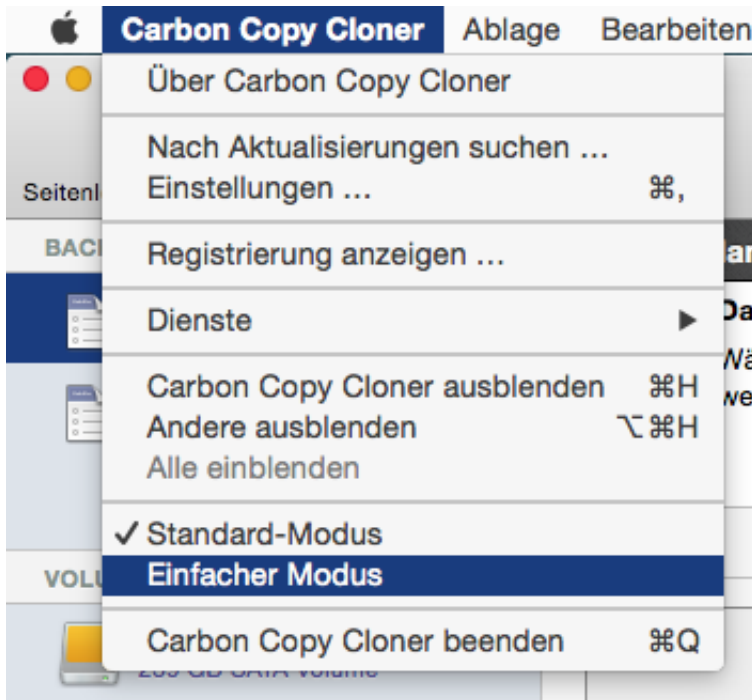 Carbon Copy Cloner Ablage Bearbeiten
Über Carbon Copy Cloner
Nach Aktualisierungen suchen ...
Einstellungen ... ⌘,
Registrierung anzeigen ...
Dienste ▶
Carbon Copy Cloner ausblenden ⌘H
Andere ausblenden ⌥⌘H
Alle einblenden
✓ Standard-Modus
Einfacher Modus
Carbon Copy Cloner beenden ⌘Q